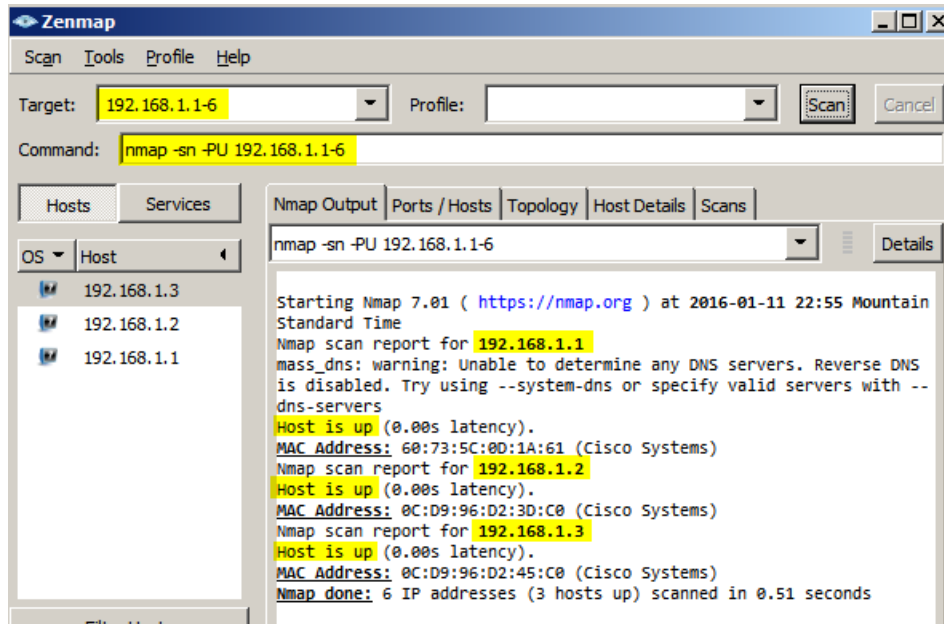 Zenmap
Scan Tools Profile Help
Target: 192.168.1.1-6 Profile: Scan Cancel
Command: nmap -sn -PU 192.168.1.1-6
Hosts Services
Nmap Output Ports / Hosts Topology Host Details Scans
nmap -sn -PU 192.168.1.1-6 Details
OS Host
192.168.1.3
192.168.1.2
192.168.1.1
Starting Nmap 7.01 ( https://nmap.org ) at 2016-01-11 22:55 Mountain
Standard Time
Nmap scan report for 192.168.1.1
mass_dns: warning: Unable to determine any DNS servers. Reverse DNS
is disabled. Try using --system-dns or specify valid servers with --
dns-servers
Host is up (0.00s latency).
MAC Address: 60:73:5C:0D:1A:61 (Cisco Systems)
Nmap scan report for 192.168.1.2
Host is up (0.00s latency).
MAC Address: 0C:D9:96:D2:3D:C0 (Cisco Systems)
Nmap scan report for 192.168.1.3
Host is up (0.00s latency).
MAC Address: 0C:D9:96:D2:45:C0 (Cisco Systems)
Nmap done: 6 IP addresses (3 hosts up) scanned in 0.51 seconds